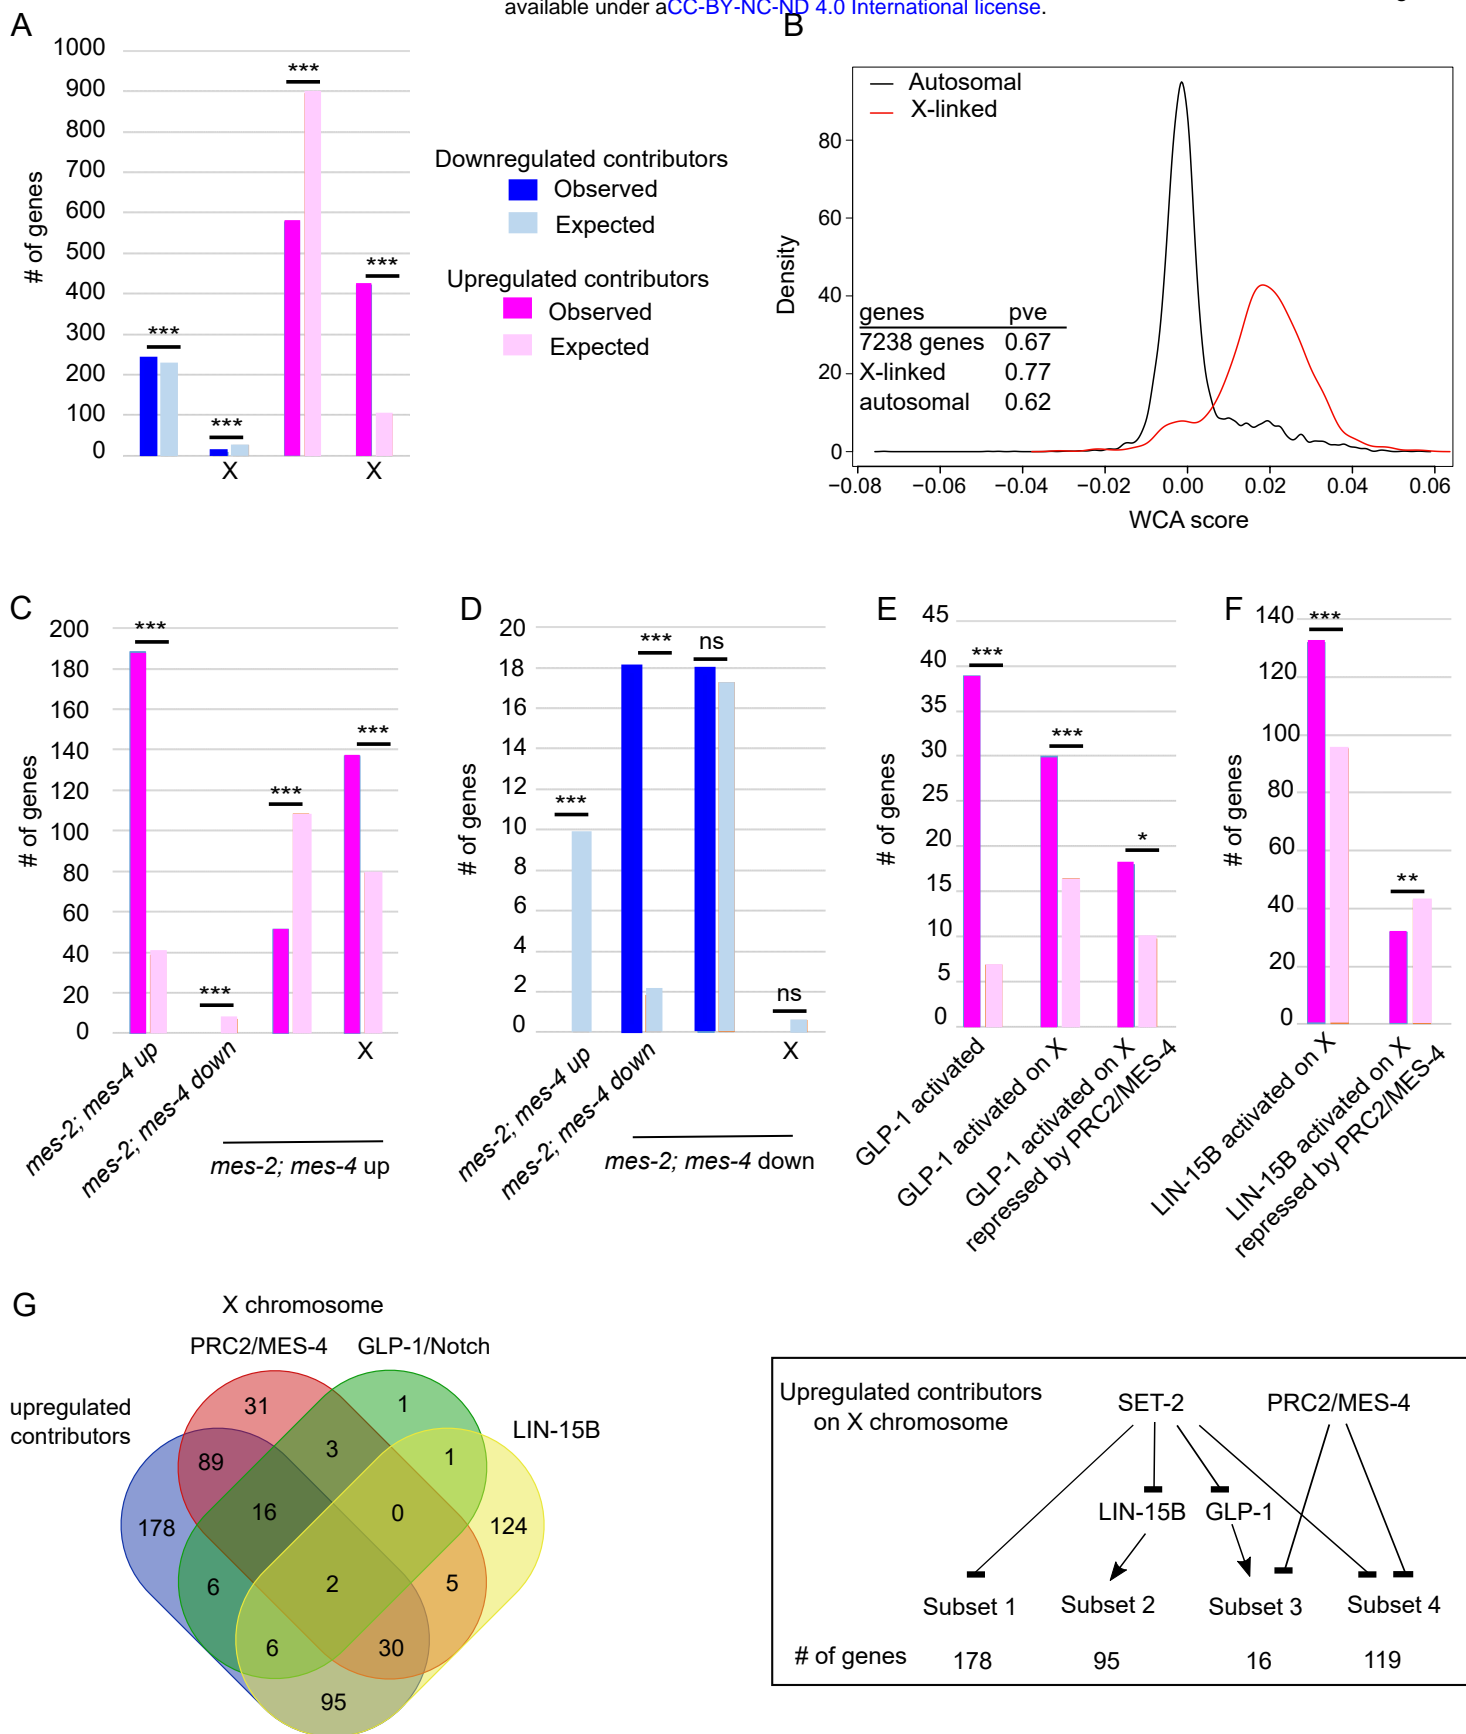 available under aCC-BY-NC-ND 4.0 International license.
A
1000
900
800
700
600
500
400
300
200
100
0
# of genes
***
***
***
***
X
X
Downregulated contributors
Observed
Expected
Upregulated contributors
Observed
Expected
B
Autosomal
X-linked
80
60
40
20
0
Density
genes pve
7238 genes 0.67
X-linked 0.77
autosomal 0.62
−0.08 −0.06 −0.04 −0.02 0.00 0.02 0.04 0.06
WCA score
C
200
180
160
140
120
100
80
60
40
20
0
# of genes
***
***
***
***
X
mes-2; mes-4 up
mes-2; mes-4 down
mes-2; mes-4 up
D
20
18
16
14
12
10
8
6
4
2
0
# of genes
***
***
ns
ns
X
mes-2; mes-4 up
mes-2; mes-4 down
mes-2; mes-4 down
E
45
40
35
30
25
20
15
10
5
0
# of genes
***
***
*
GLP-1 activated
GLP-1 activated on X
GLP-1 activated on X
repressed by PRC2/MES-4
F
140
120
100
80
60
40
20
0
# of genes
***
**
LIN-15B activated on X
LIN-15B activated on X
repressed by PRC2/MES-4
G
X chromosome
PRC2/MES-4 GLP-1/Notch
upregulated
contributors
LIN-15B
31
1
89
3
1
178
16
0
124
6
2
5
6
30
95
Upregulated contributors
on X chromosome
SET-2 PRC2/MES-4
LIN-15B GLP-1
Subset 1 Subset 2 Subset 3 Subset 4
# of genes 178 95 16 119